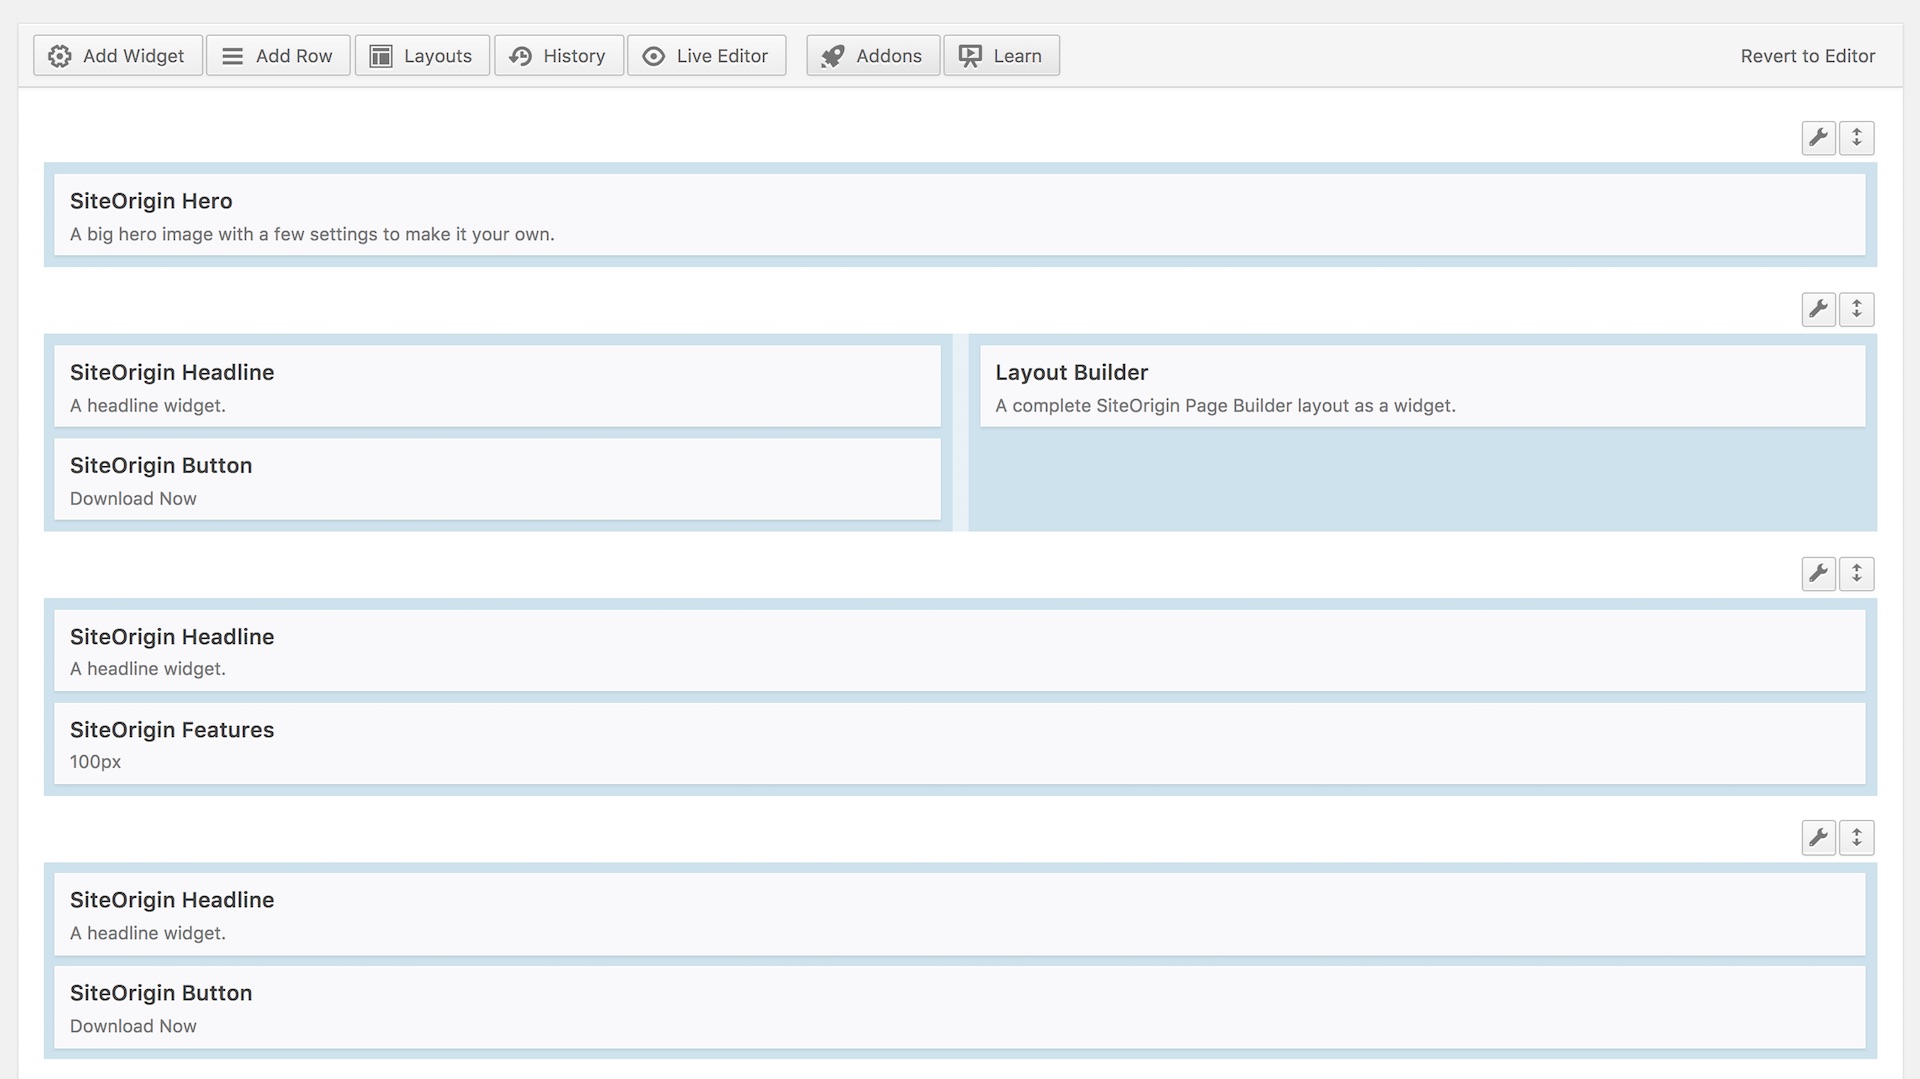 Add Widget
Add Row
Layouts
History
Live Editor
Addons
Learn
Revert to Editor
SiteOrigin Hero
A big hero image with a few settings to make it your own.
SiteOrigin Headline
A headline widget.
SiteOrigin Button
Download Now
Layout Builder
A complete SiteOrigin Page Builder layout as a widget.
SiteOrigin Headline
A headline widget.
SiteOrigin Features
100px
SiteOrigin Headline
A headline widget.
SiteOrigin Button
Download Now